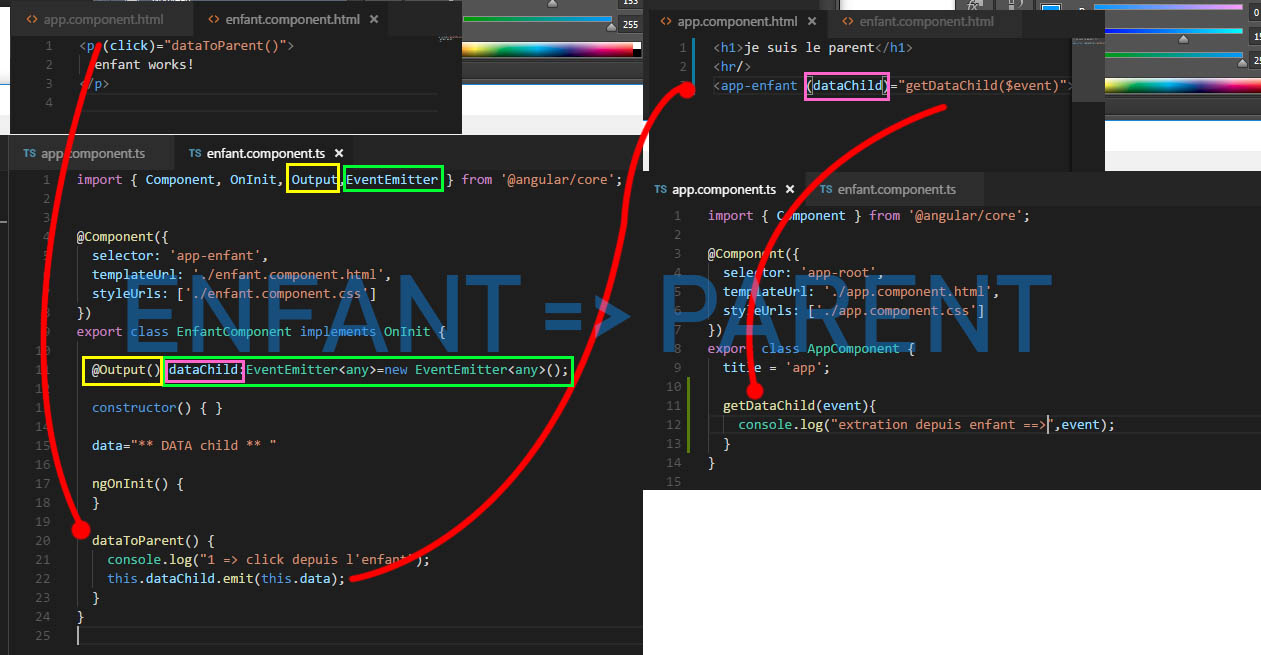 app.component.html enfant.component.html ×
1 <p (click)="dataToParent()">
2 enfant works!
3 </p>
4
TS app.component.ts TS enfant.component.ts ×
1 import { Component, OnInit, Output,EventEmitter } from '@angular/core';
2
3
4 @Component({
5 selector: 'app-enfant',
6 templateUrl: './enfant.component.html',
7 styleUrls: ['./enfant.component.css']
8 })
9 export class EnfantComponent implements OnInit {
10
11 @Output() dataChild:EventEmitter<any>=new EventEmitter<any>();
12
13 constructor() { }
14
15 data="** DATA child ** "
16
17 ngOnInit() {
18 }
19
20 dataToParent() {
21 console.log("1 => click depuis l'enfant");
22 this.dataChild.emit(this.data);
23 }
24 }
25
255
app.component.html × enfant.component.html
1 <h1>je suis le parent</h1>
2 <hr/>
<app-enfant (dataChild)="getDataChild($event)">
TS app.component.ts × TS enfant.component.ts
1 import { Component } from '@angular/core';
2
3 @Component({
4 selector: 'app-root',
5 templateUrl: './app.component.html',
6 styleUrls: ['./app.component.css']
7 })
8 export class AppComponent {
9 title = 'app';
10
11 getDataChild(event){
12 console.log("extration depuis enfant ==>",event);
13 }
14 }
15
ENFANT => PARENT